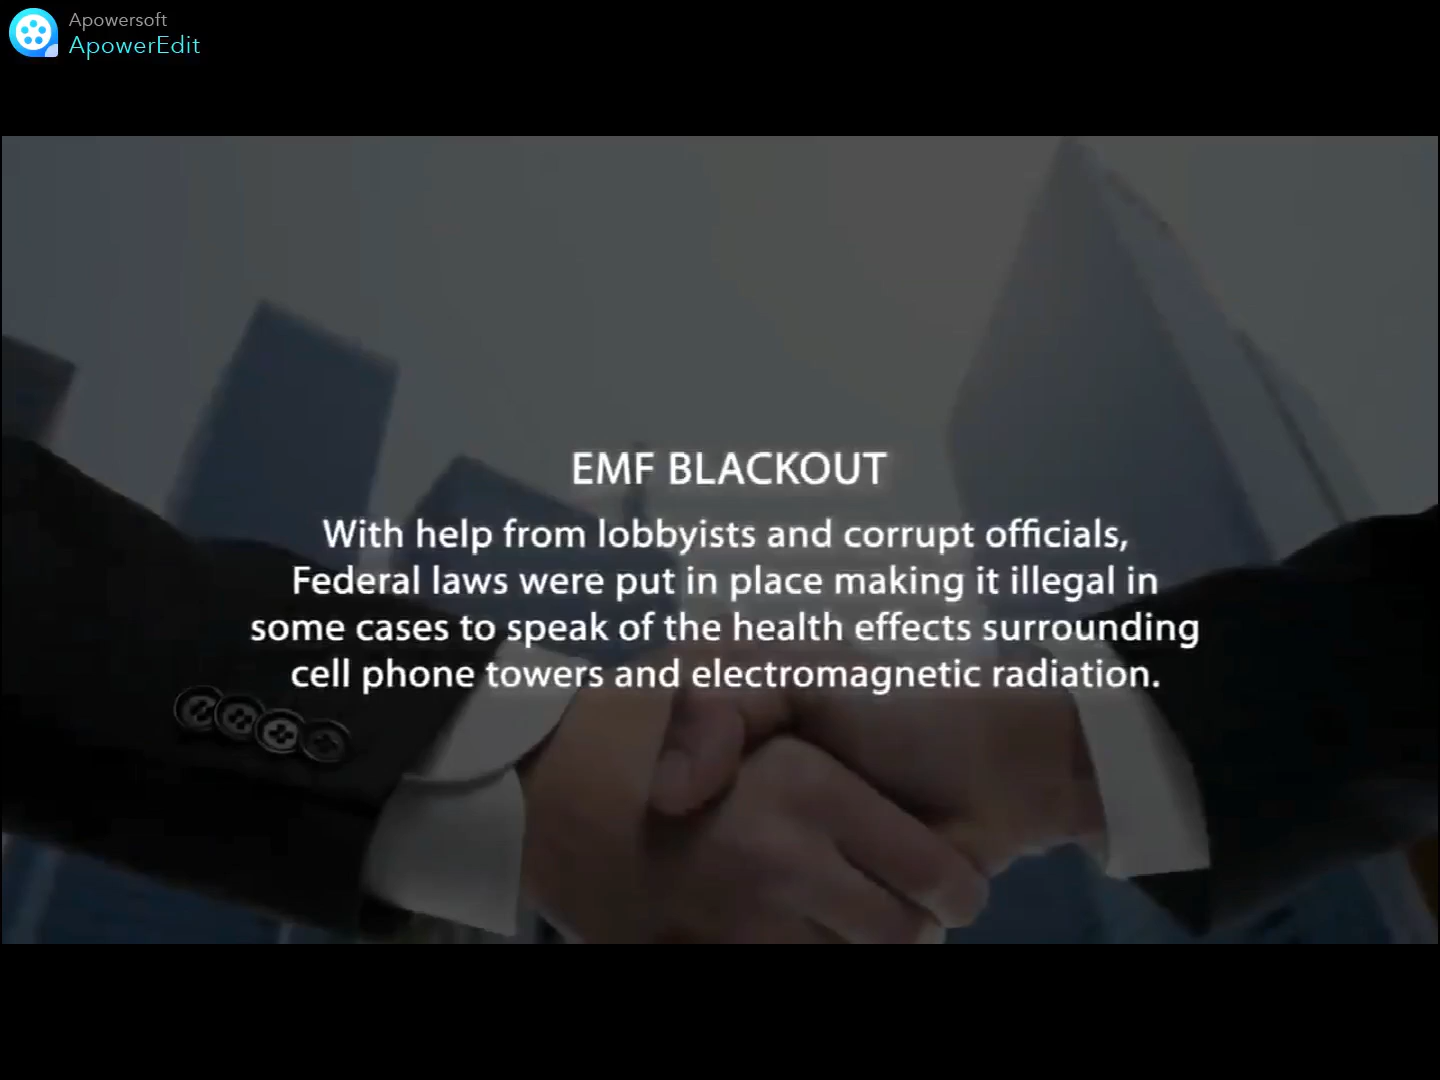 Apowersoft
ApowerEdit
EMF BLACKOUT
With help from lobbyists and corrupt officials,
Federal laws were put in place making it illegal in
some cases to speak of the health effects surrounding
cell phone towers and electromagnetic radiation.